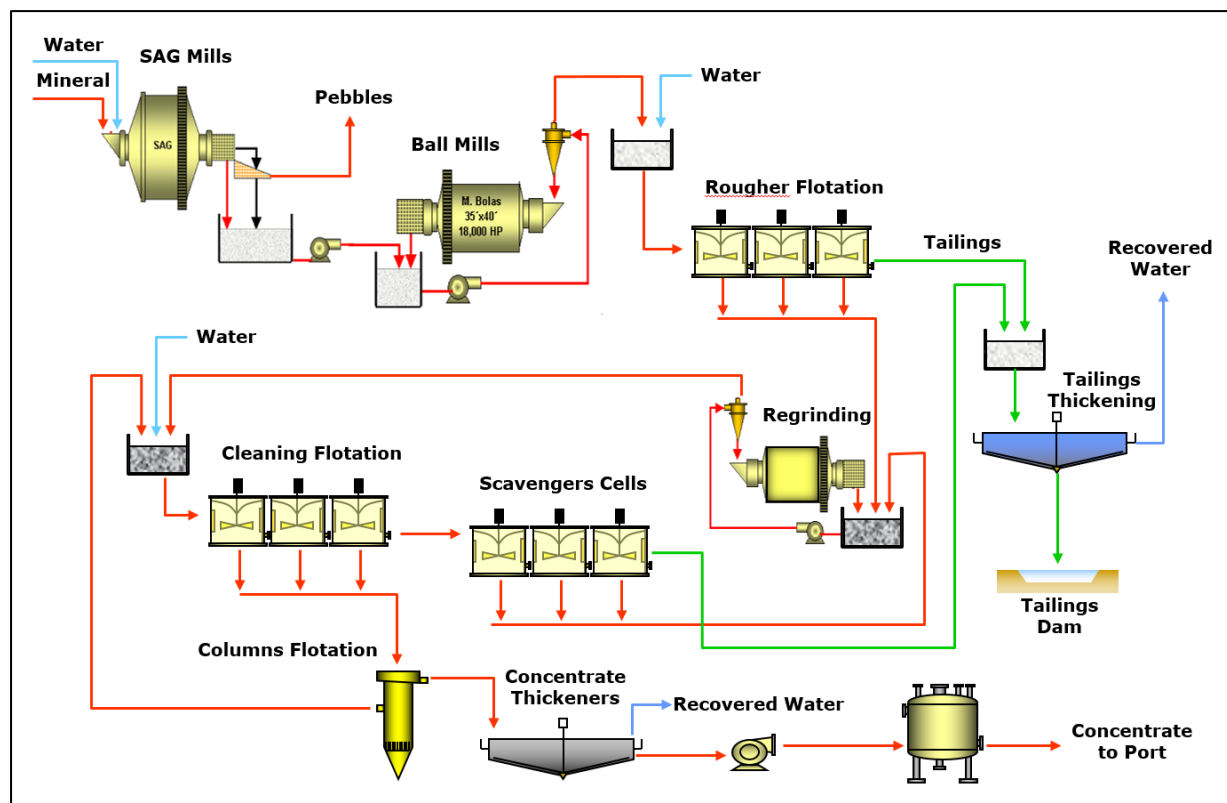 Water
SAG Mills
Mineral
SAG
Pebbles
Ball Mills
M. Bolas
35´x40´
18,000 HP
Water
Rougher Flotation
Tailings
Recovered
Water
Water
Tailings
Thickening
Regrinding
Cleaning Flotation
Scavengers Cells
Tailings
Dam
Columns Flotation
Concentrate
Thickeners
Recovered Water
Concentrate
to Port